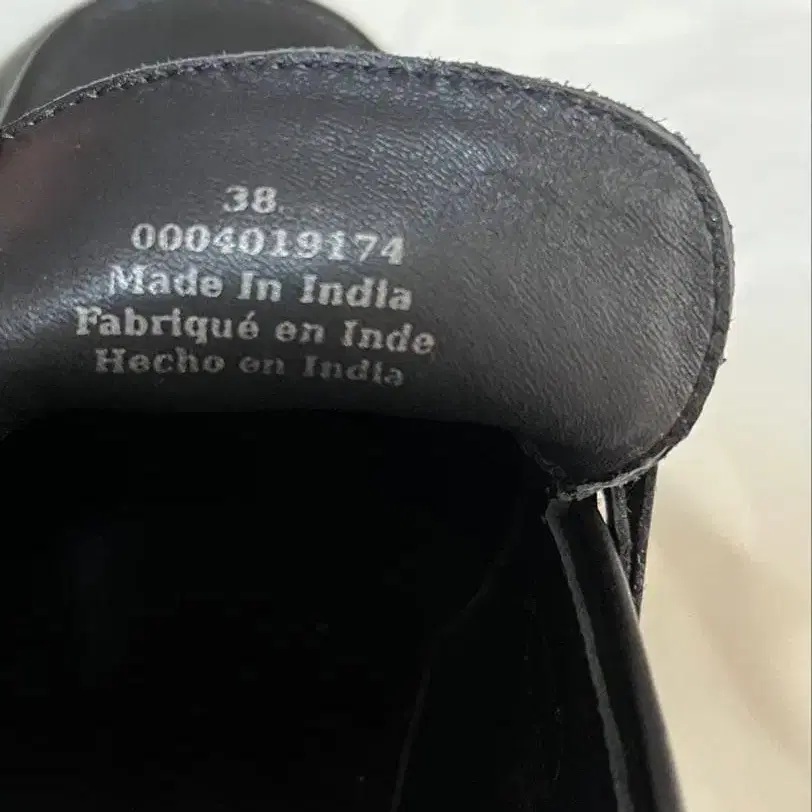 38
0004019174
Made In India
Fabriqué en Inde
Hecho en India